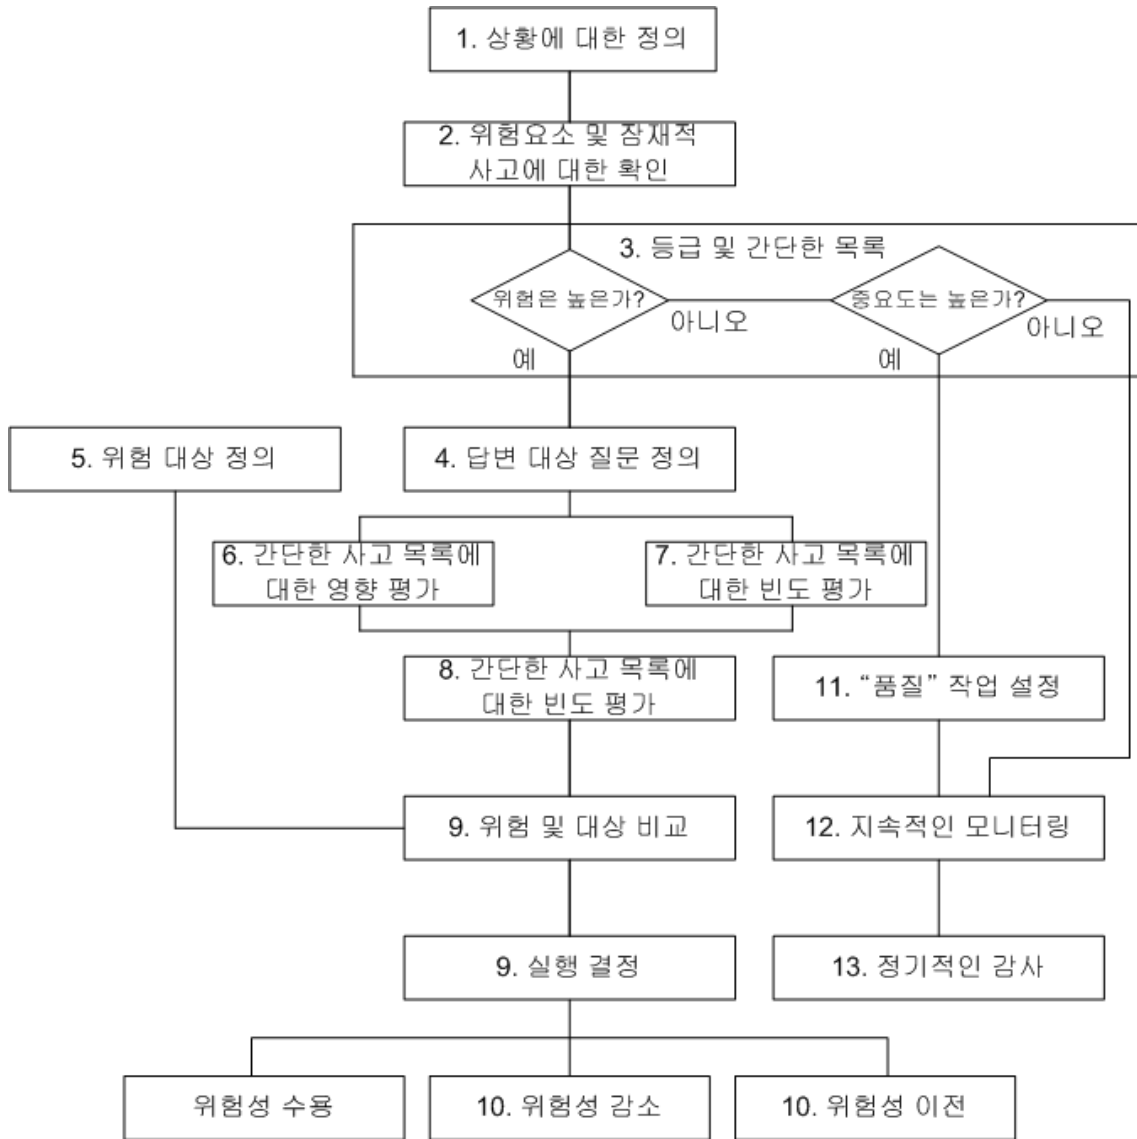 1. 상황에 대한 정의
2. 위험요소 및 잠재적
사고에 대한 확인
3. 등급 및 간단한 목록
위험은 높은가?
중요도는 높은가?
아니오
아니오
예
예
5. 위험 대상 정의
4. 답변 대상 질문 정의
6. 간단한 사고 목록에
대한 영향 평가
7. 간단한 사고 목록에
대한 빈도 평가
8. 간단한 사고 목록에
대한 빈도 평가
11. “품질” 작업 설정
9. 위험 및 대상 비교
12. 지속적인 모니터링
9. 실행 결정
13. 정기적인 감사
위험성 수용
10. 위험성 감소
10. 위험성 이전